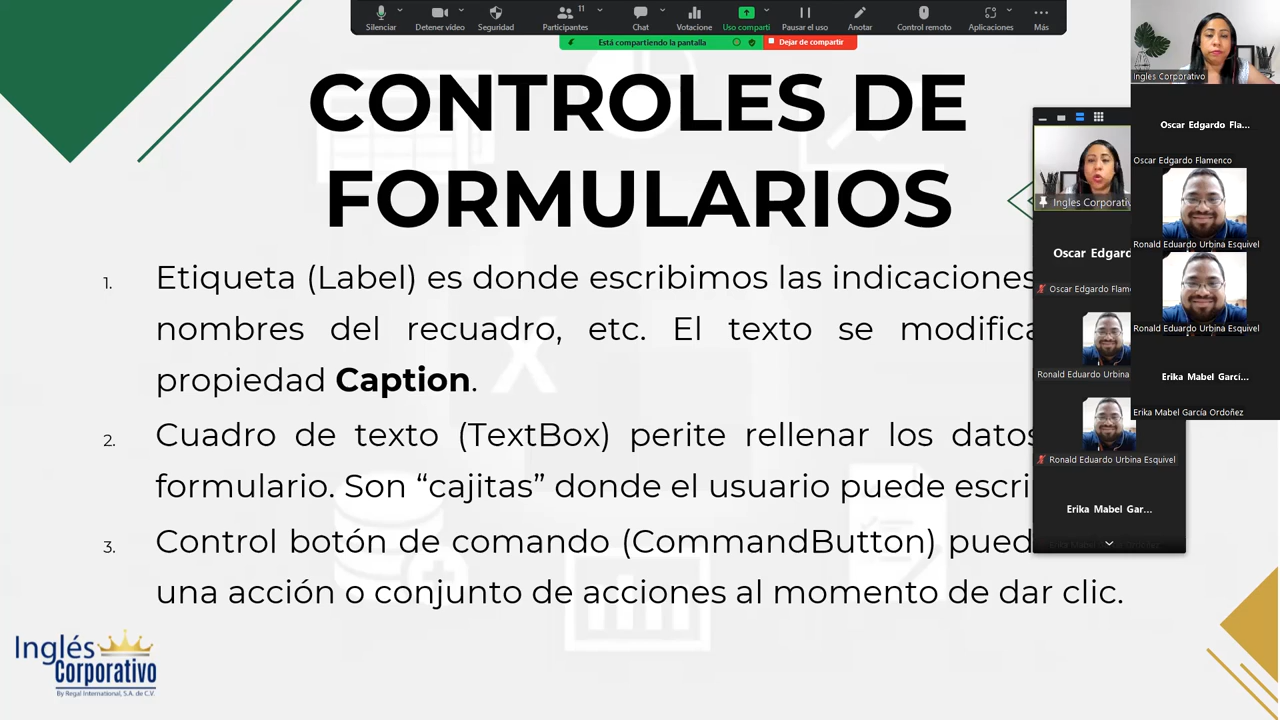 Silenciar
Detener video
Seguridad
Participantes
11
Chat
Votacione
Uso comparti
Pausar el uso
Anotar
Control remoto
Aplicaciones
Más
Está compartiendo la pantalla
Dejar de compartir
CONTROLES DE
FORMULARIOS
1. Etiqueta (Label) es donde escribimos las indicaciones
nombres del recuadro, etc. El texto se modifica
propiedad Caption.
2. Cuadro de texto (TextBox) perite rellenar los datos
formulario. Son “cajitas” donde el usuario puede escri
3. Control botón de comando (CommandButton) pued
una acción o conjunto de acciones al momento de dar clic.
Inglés
Corporativo
By Regal International, S.A. de C.V.
Ingles Corporativ
Oscar Edgard
Oscar Edgardo Flam
Ronald Eduardo Urbina
Ronald Eduardo Urbina Esquivel
Erika Mabel Gar...
Ingles Corporativo
Oscar Edgardo Fla...
Oscar Edgardo Flamenco
Ronald Eduardo Urbina Esquivel
Ronald Eduardo Urbina Esquivel
Erika Mabel Garcí...
Erika Mabel García Ordoñez